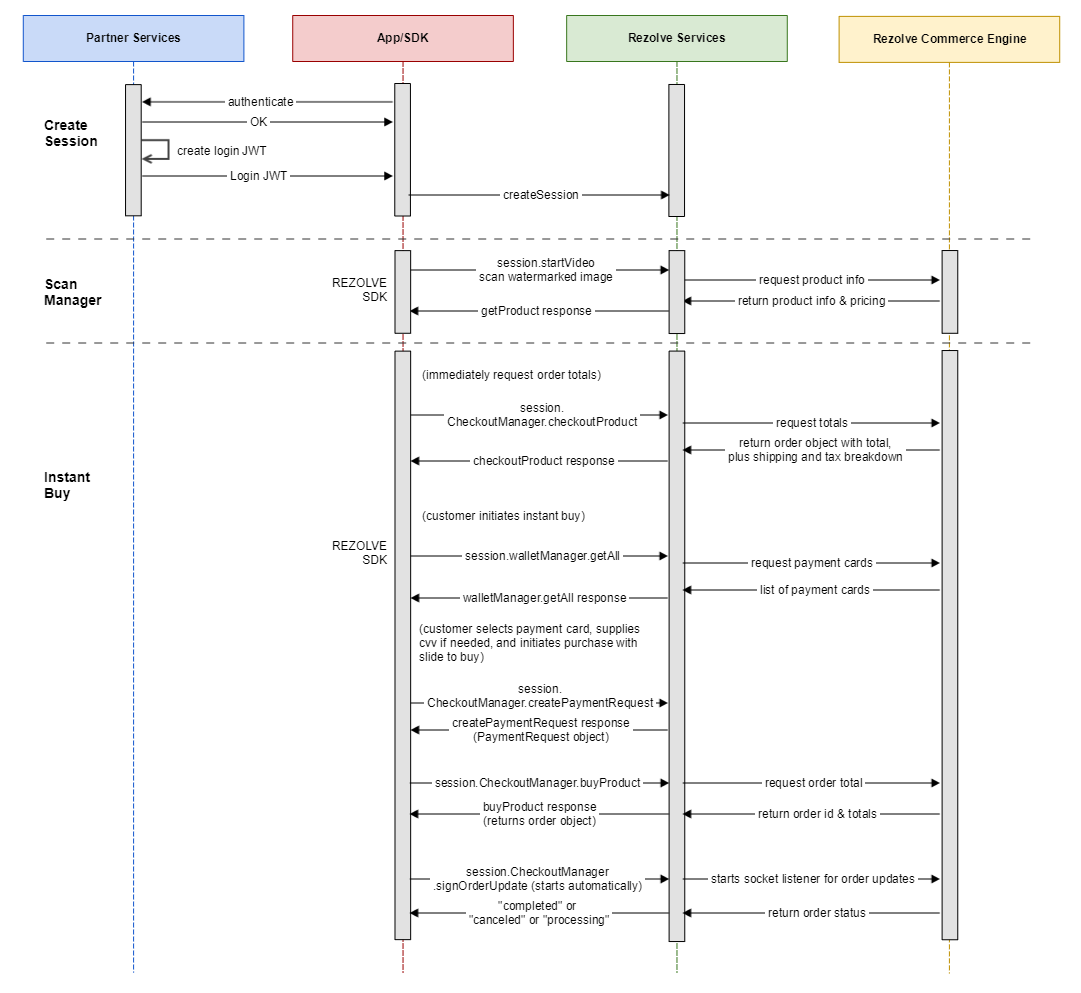 Partner Services
App/SDK
Rezolve Services
Rezolve Commerce Engine
Create
Session
authenticate
OK
create login JWT
Login JWT
createSession
Scan
Manager
REZOLVE
SDK
session.startVideo
scan watermarked image
request product info
return product info & pricing
getProduct response
Instant
Buy
(immediately request order totals)
session.
CheckoutManager.checkoutProduct
request totals
return order object with total,
plus shipping and tax breakdown
checkoutProduct response
(customer initiates instant buy)
REZOLVE
SDK
session.walletManager.getAll
request payment cards
list of payment cards
walletManager.getAll response
(customer selects payment card, supplies
cvv if needed, and initiates purchase with
slide to buy)
session.
CheckoutManager.createPaymentRequest
createPaymentRequest response
(PaymentRequest object)
session.CheckoutManager.buyProduct
request order total
buyProduct response
(returns order object)
return order id & totals
session.CheckoutManager
.signOrderUpdate (starts automatically)
starts socket listener for order updates
"completed" or
"canceled" or "processing"
return order status